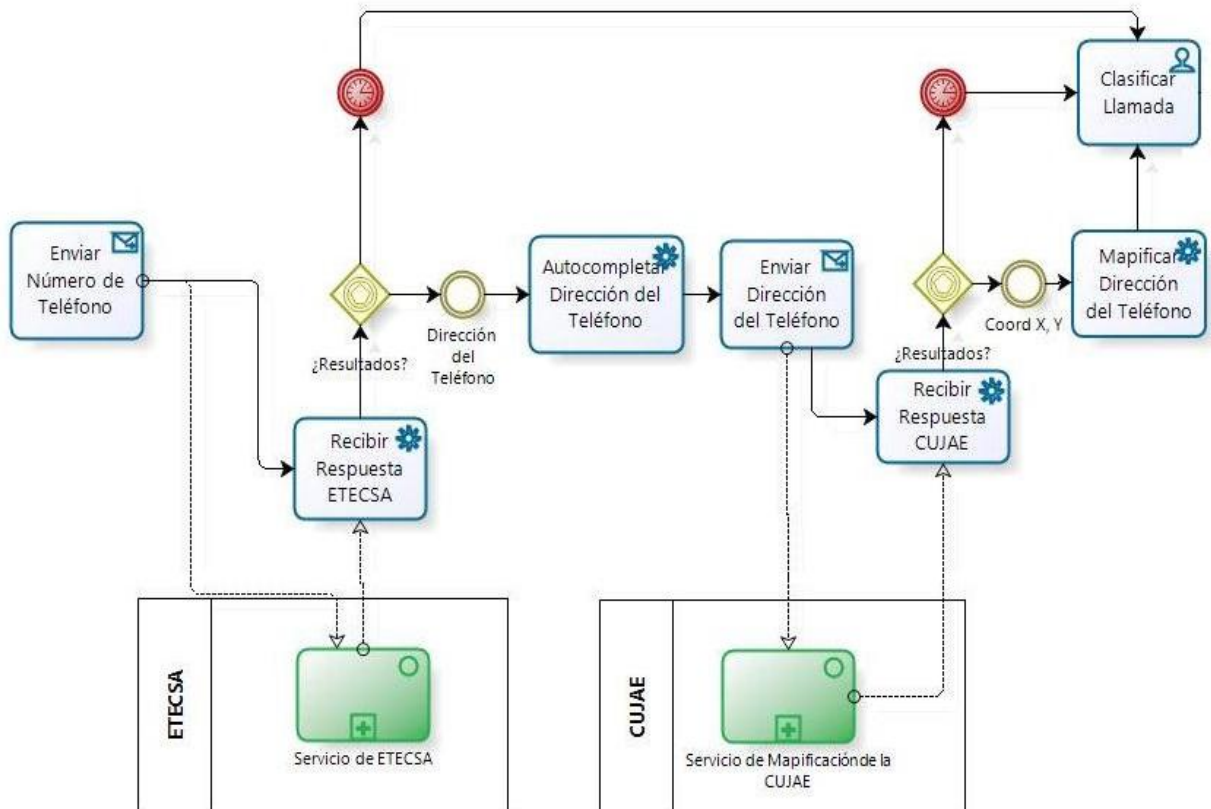 Clasificar
Llamada
Enviar
Número de
Teléfono
Autocompletar
Dirección del
Teléfono
Enviar
Dirección
del Teléfono
Mapificar
Dirección
del Teléfono
¿Resultados?
Dirección
del
Teléfono
¿Resultados?
Coord X, Y
Recibir
Respuesta
ETECSA
Recibir
Respuesta
CUJAE
ETECSA
Servicio de ETECSA
CUJAE
Servicio de Mapificación de la
CUJAE